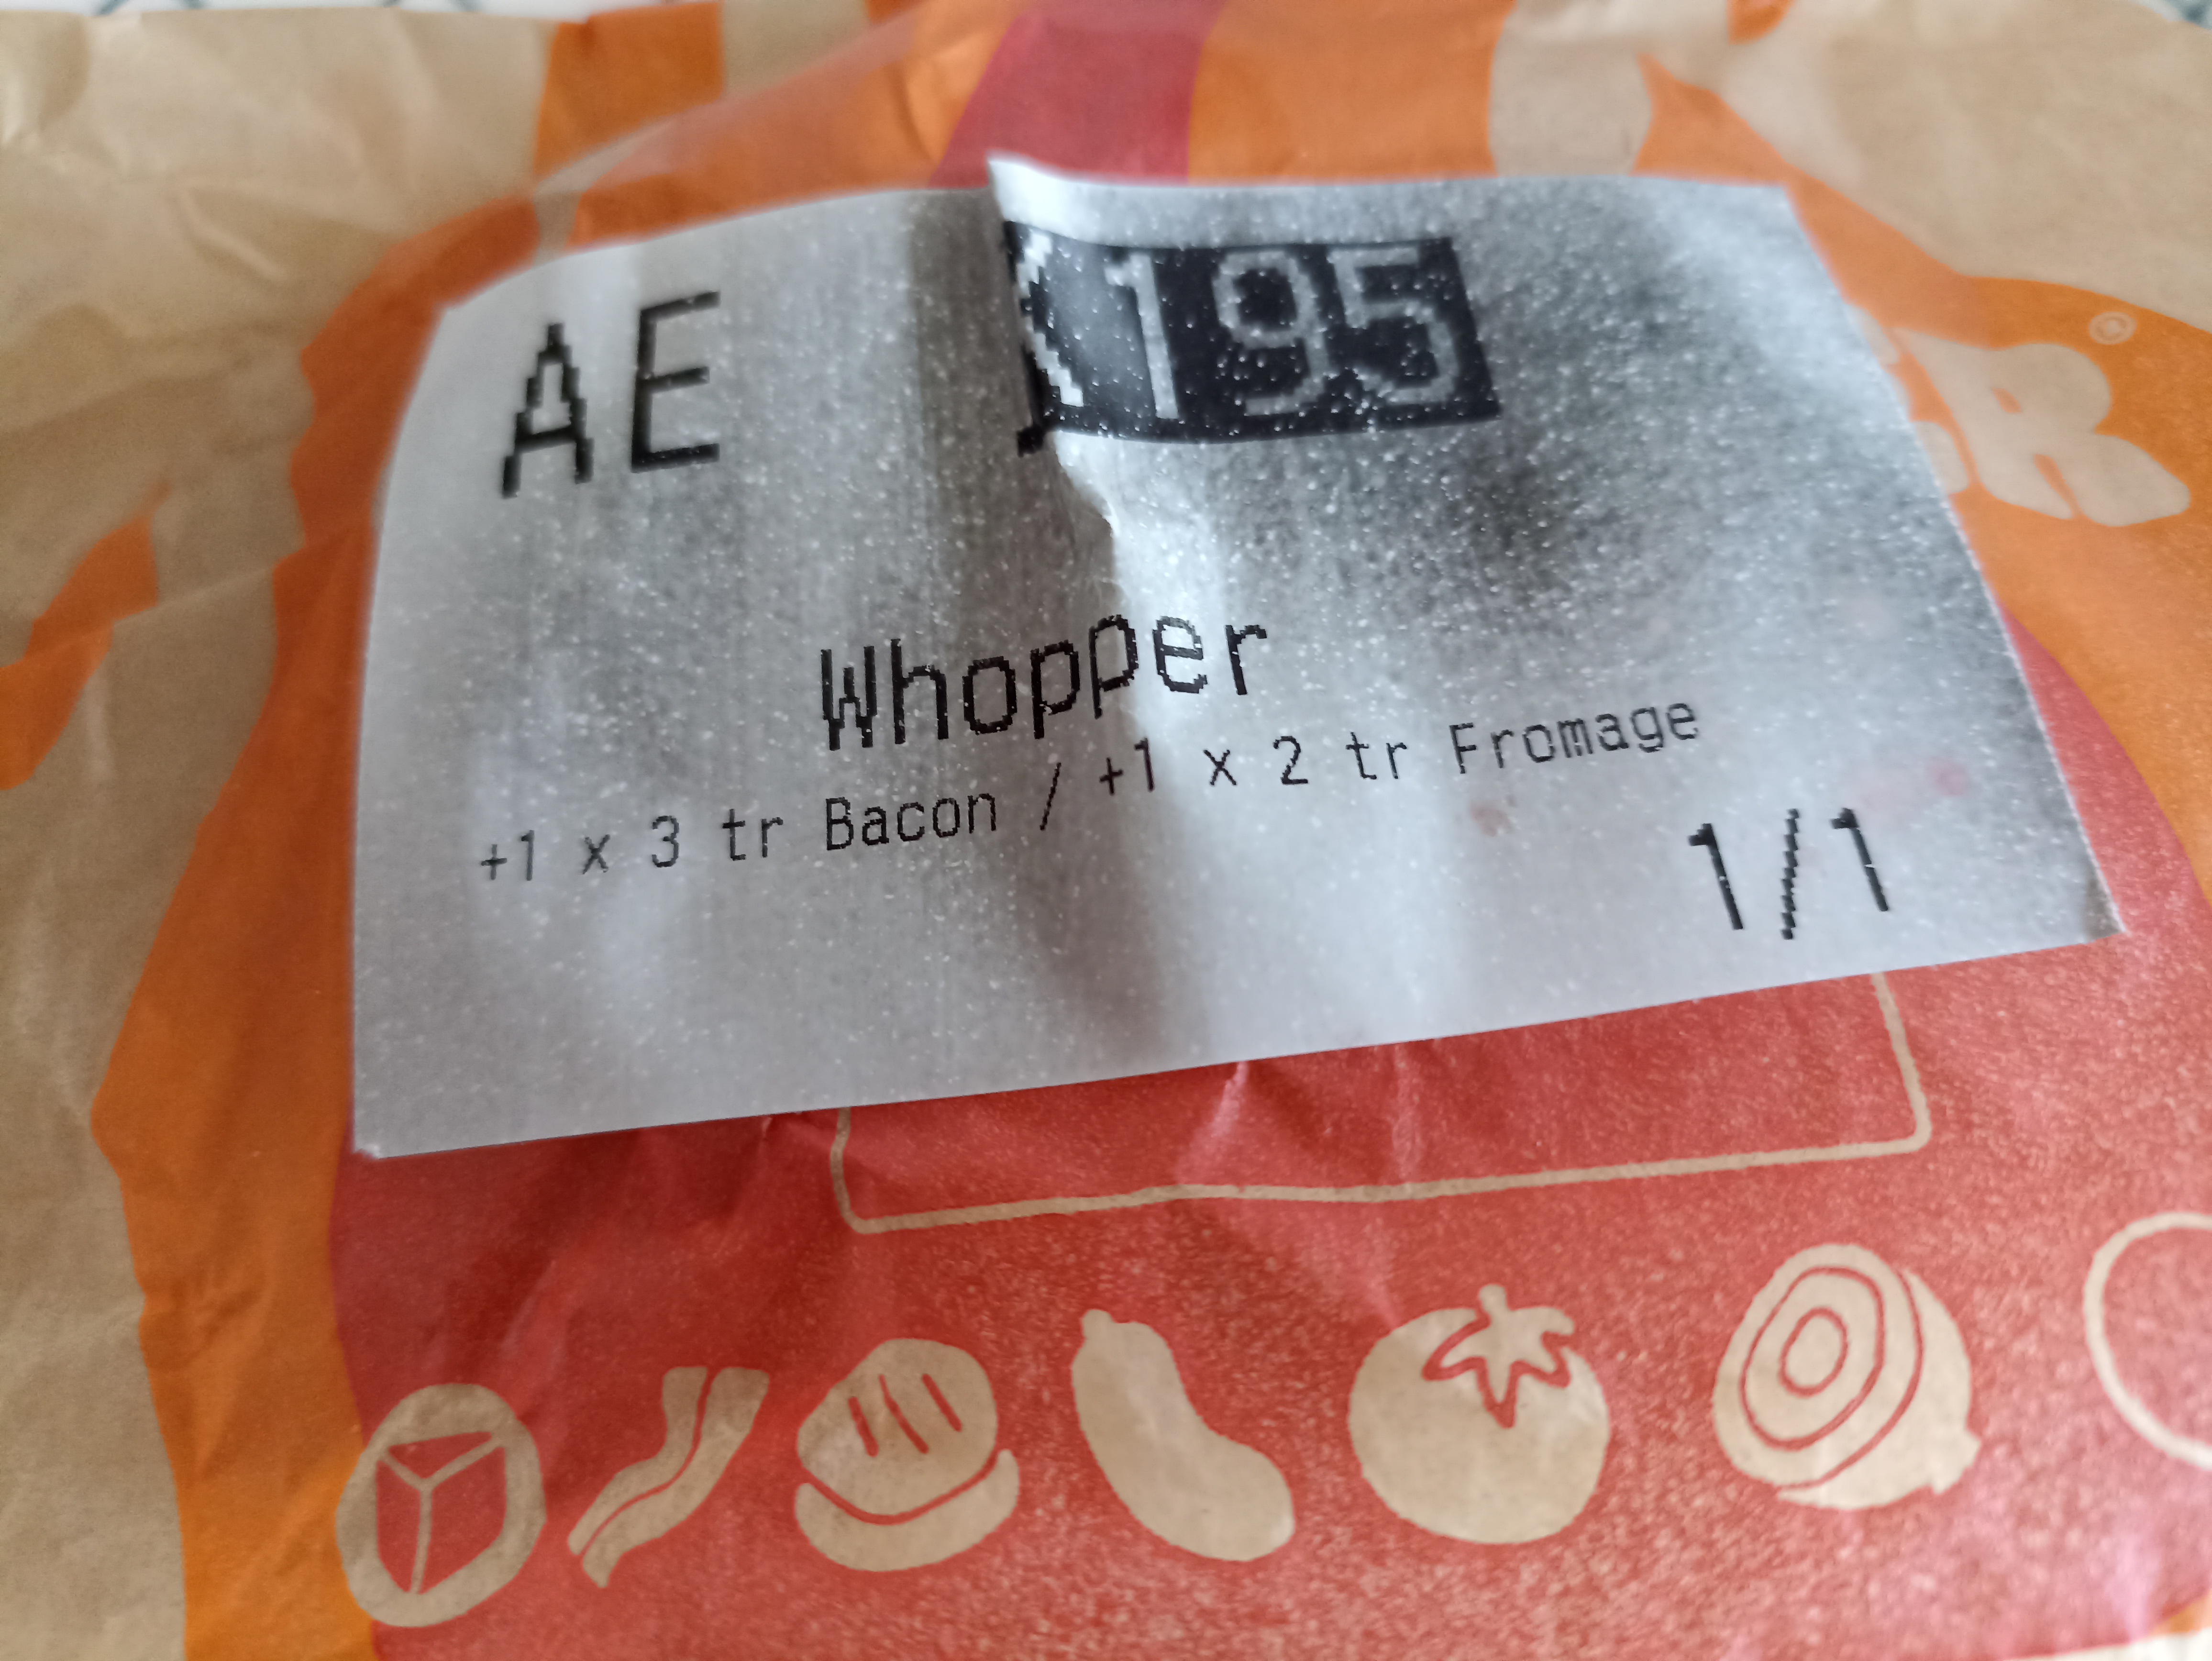 AE 195
Whopper
+1 x 3 tr Bacon / +1 x 2 tr Fromage
1/1